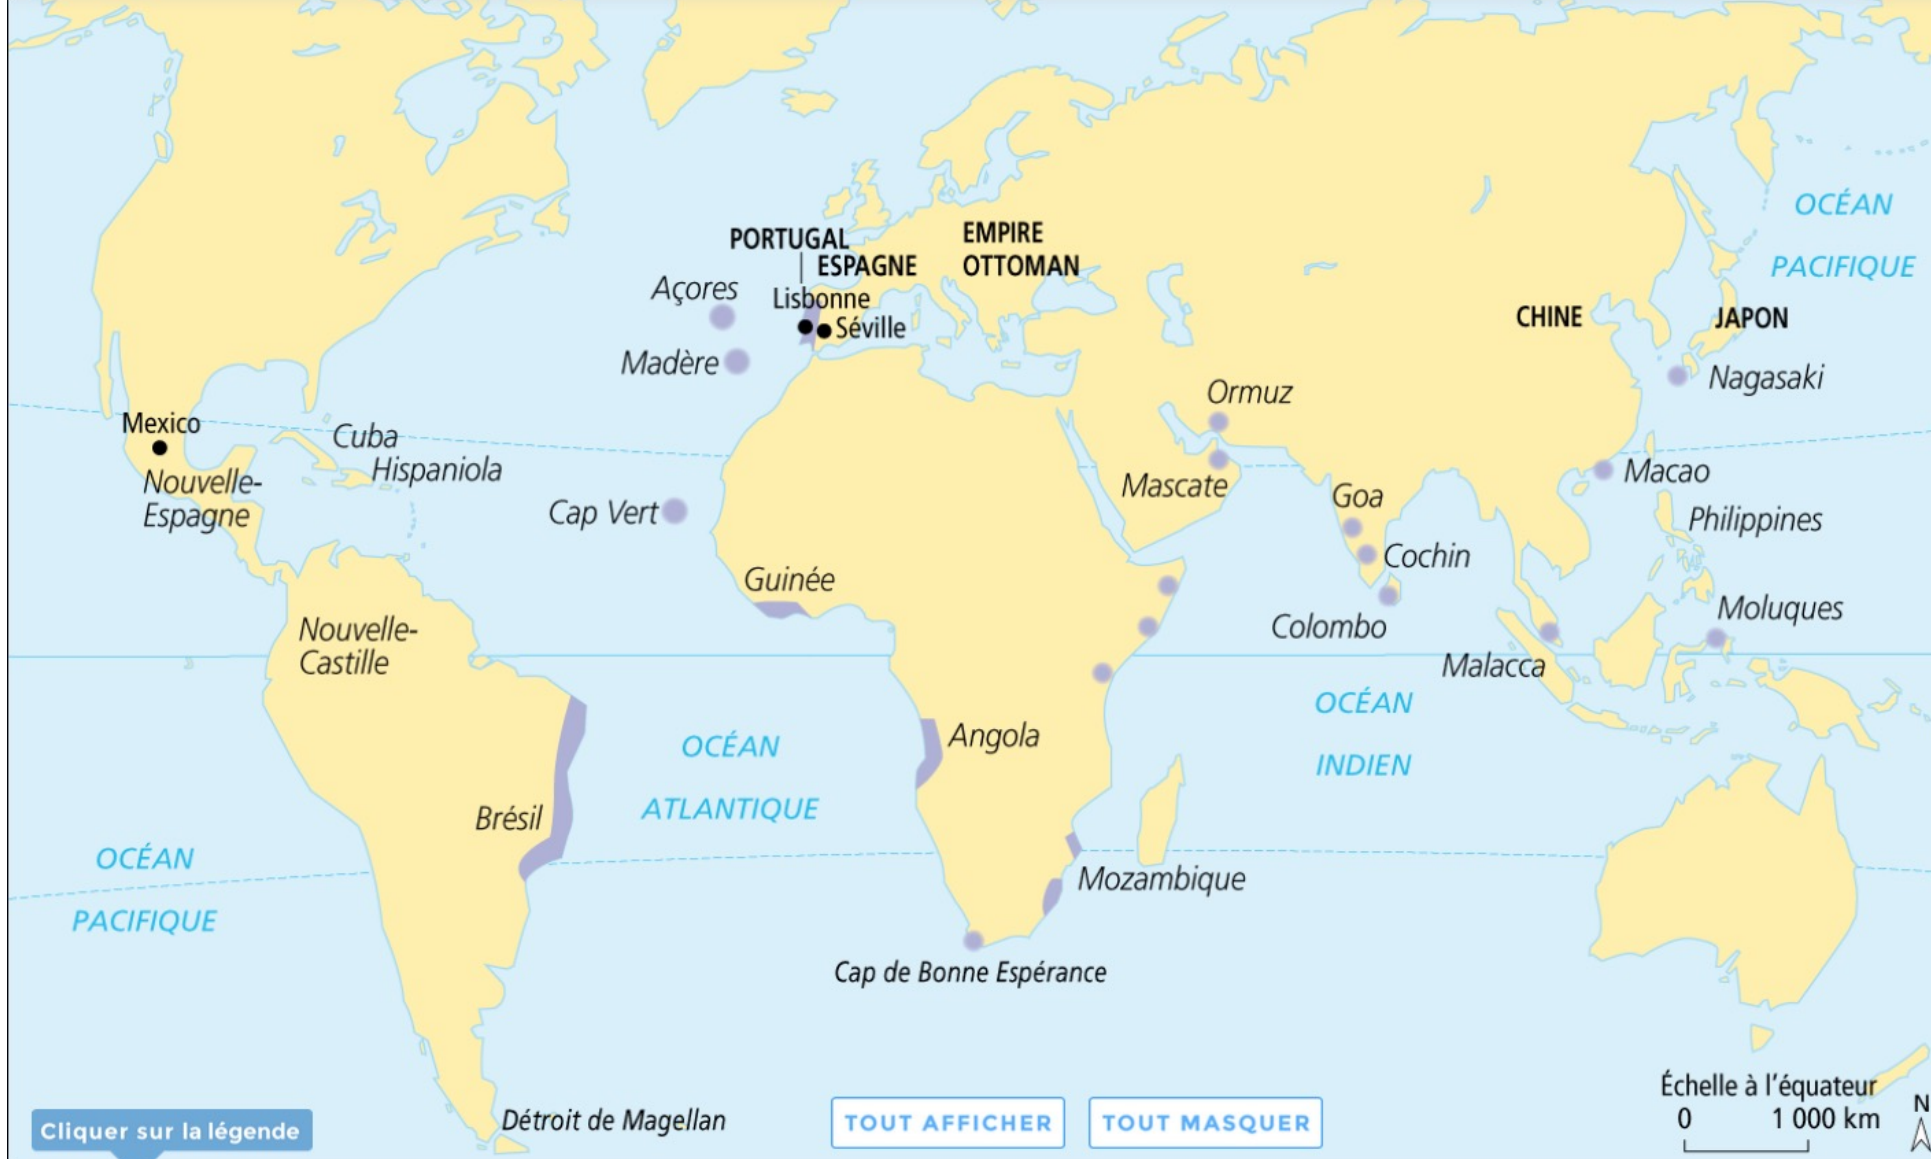 OCÉAN
PACIFIQUE
PORTUGAL
ESPAGNE
EMPIRE
OTTOMAN
Açores
Lisbonne
Séville
Madère
CHINE
JAPON
Nagasaki
Ormuz
Mexico
Cuba
Hispaniola
Nouvelle-
Espagne
Cap Vert
Mascate
Goa
Macao
Philippines
Cochin
Guinée
Colombo
Moluques
Malacca
Nouvelle-
Castille
OCÉAN
INDIEN
Angola
OCÉAN
ATLANTIQUE
Brésil
OCÉAN
PACIFIQUE
Mozambique
Cap de Bonne Espérance
Détroit de Magellan
Échelle à l'équateur
0 1 000 km
N
Cliquer sur la légende
TOUT AFFICHER
TOUT MASQUER